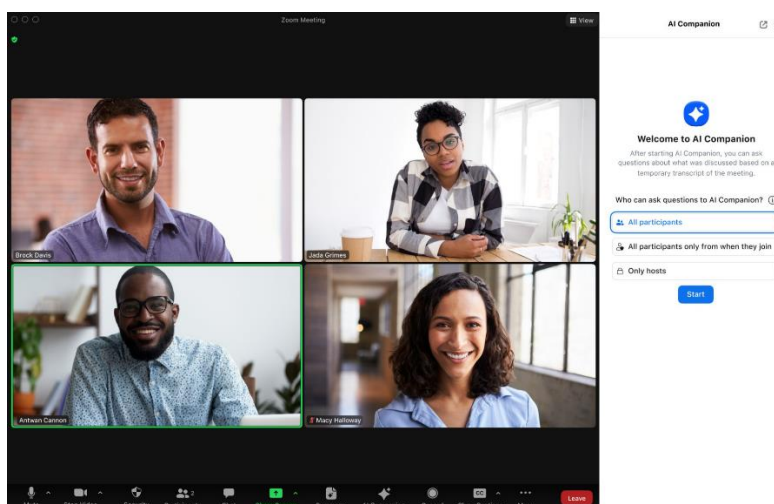 Zoom Meeting
View
Brock Davis
Jada Grimes
Antwan Cannon
Macy Halloway
2
CC
Leave
AI Companion
Welcome to AI Companion
After starting AI Companion, you can ask
questions about what was discussed based on a
temporary transcript of the meeting.
Who can ask questions to AI Companion?
All participants
All participants only from when they join
Only hosts
Start